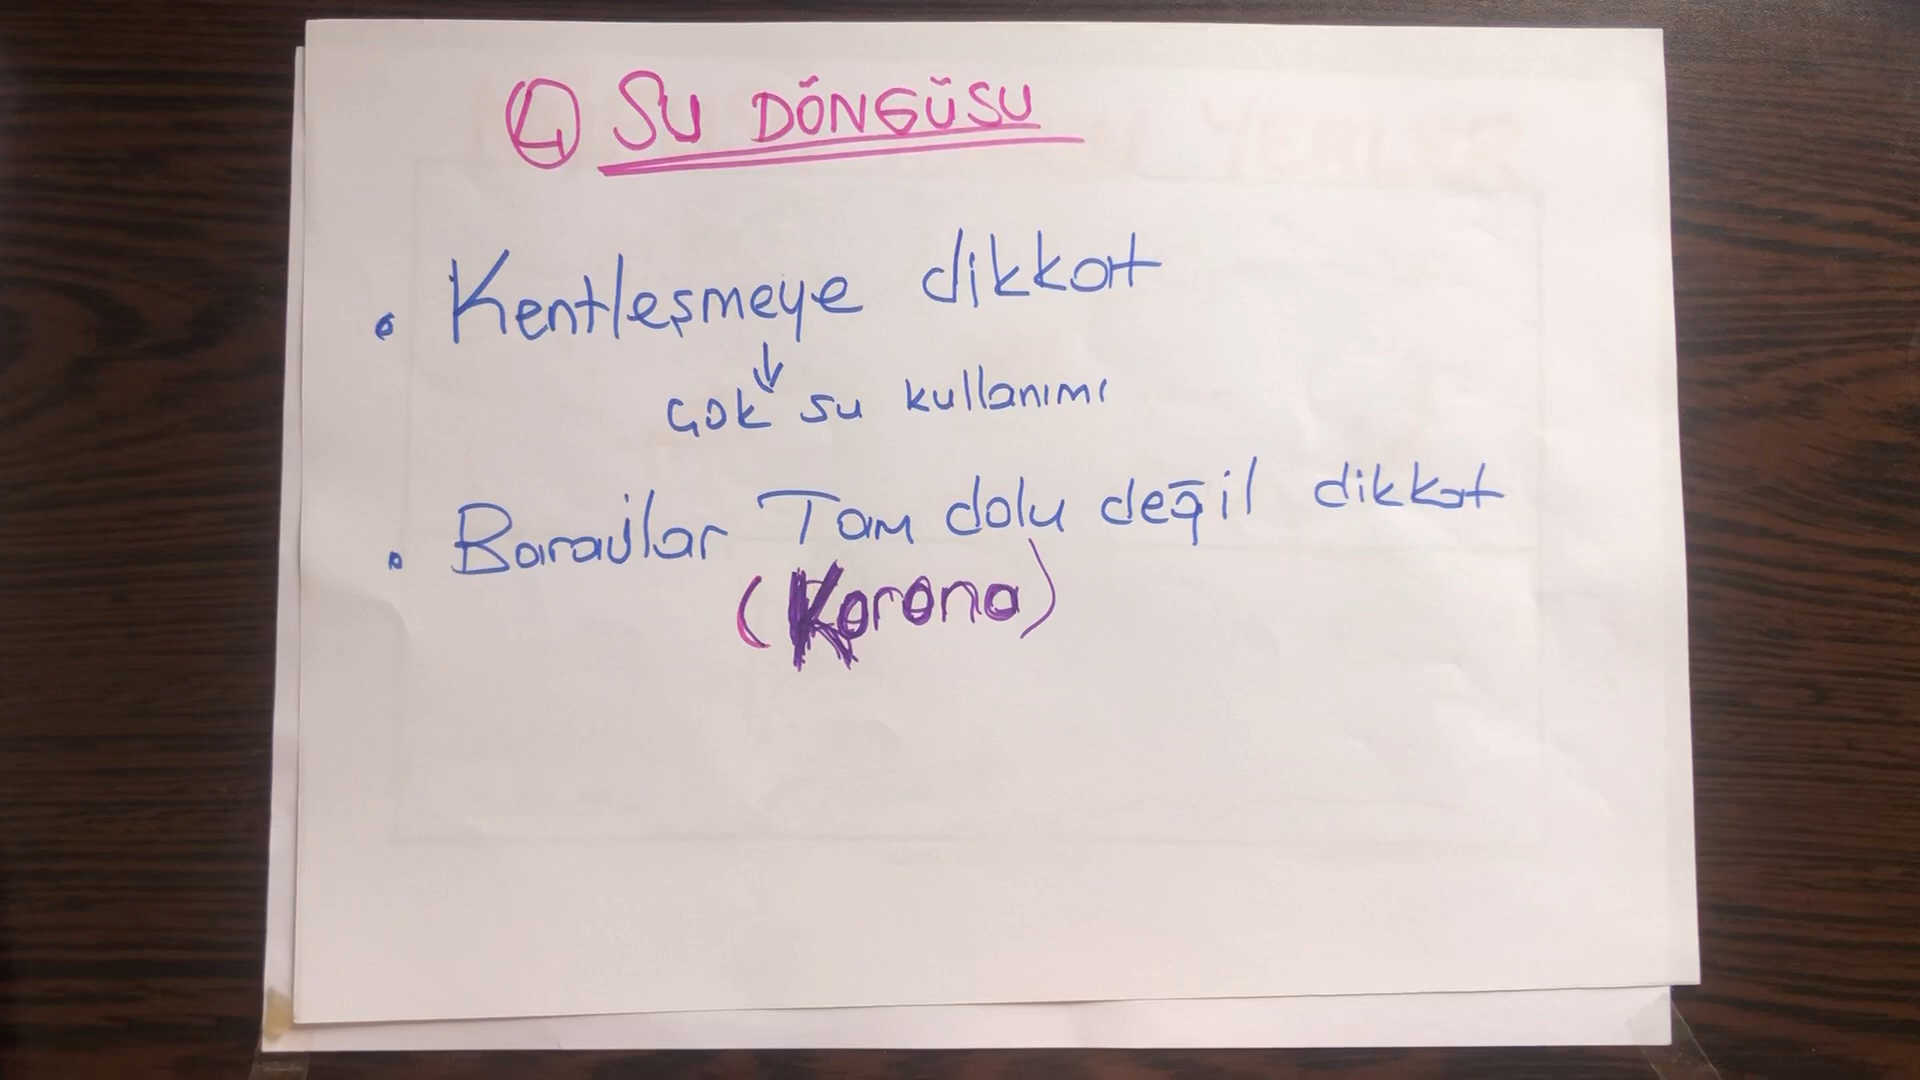 ④ SU DÖNGÜSU
• Kentleşmeye dikkat
↓
çok su kullanımı
• Barajlar Tam dolu değil dikkat
(Korona)